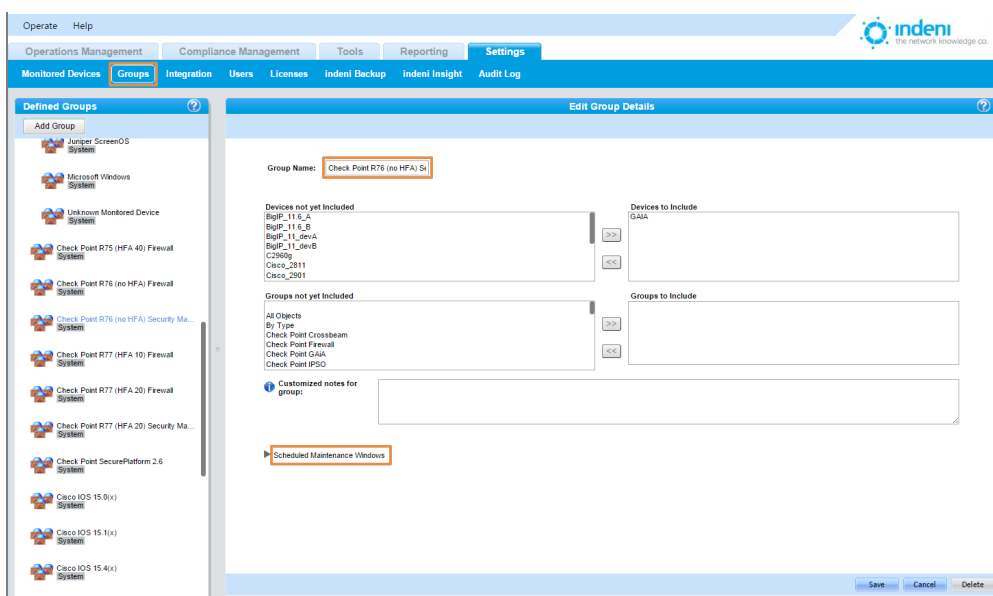 Operate Help
indeni
the network knowledge co.
Operations Management Compliance Management Tools Reporting Settings
Monitored Devices Groups Integration Users Licenses indeni Backup indeni Insight Audit Log
Defined Groups ?
Edit Group Details ?
Add Group
Juniper ScreenOS
System
Microsoft Windows
System
Unknown Monitored Device
System
Check Point R75 (HFA 40) Firewall
System
Check Point R76 (no HFA) Firewall
System
Check Point R76 (no HFA) Security Ma...
System
Check Point R77 (HFA 10) Firewall
System
Check Point R77 (HFA 20) Firewall
System
Check Point R77 (HFA 20) Security Ma...
System
Check Point SecurePlatform 2.6
System
Cisco IOS 15.0(x)
System
Cisco IOS 15.1(x)
System
Cisco IOS 15.4(x)
System
Group Name: Check Point R76 (no HFA) Se
Devices not yet Included
BigIP_11.6_A
BigIP_11.6_B
BigIP_11_devA
BigIP_11_devB
C2960g
Cisco_2811
Cisco_2901
>>
<<
Devices to Include
GAIA
Groups not yet Included
All Objects
By Type
Check Point Crossbeam
Check Point Firewall
Check Point GAiA
Check Point IPSO
>>
<<
Groups to Include
Customized notes for
group:
Scheduled Maintenance Windows
Save Cancel Delete